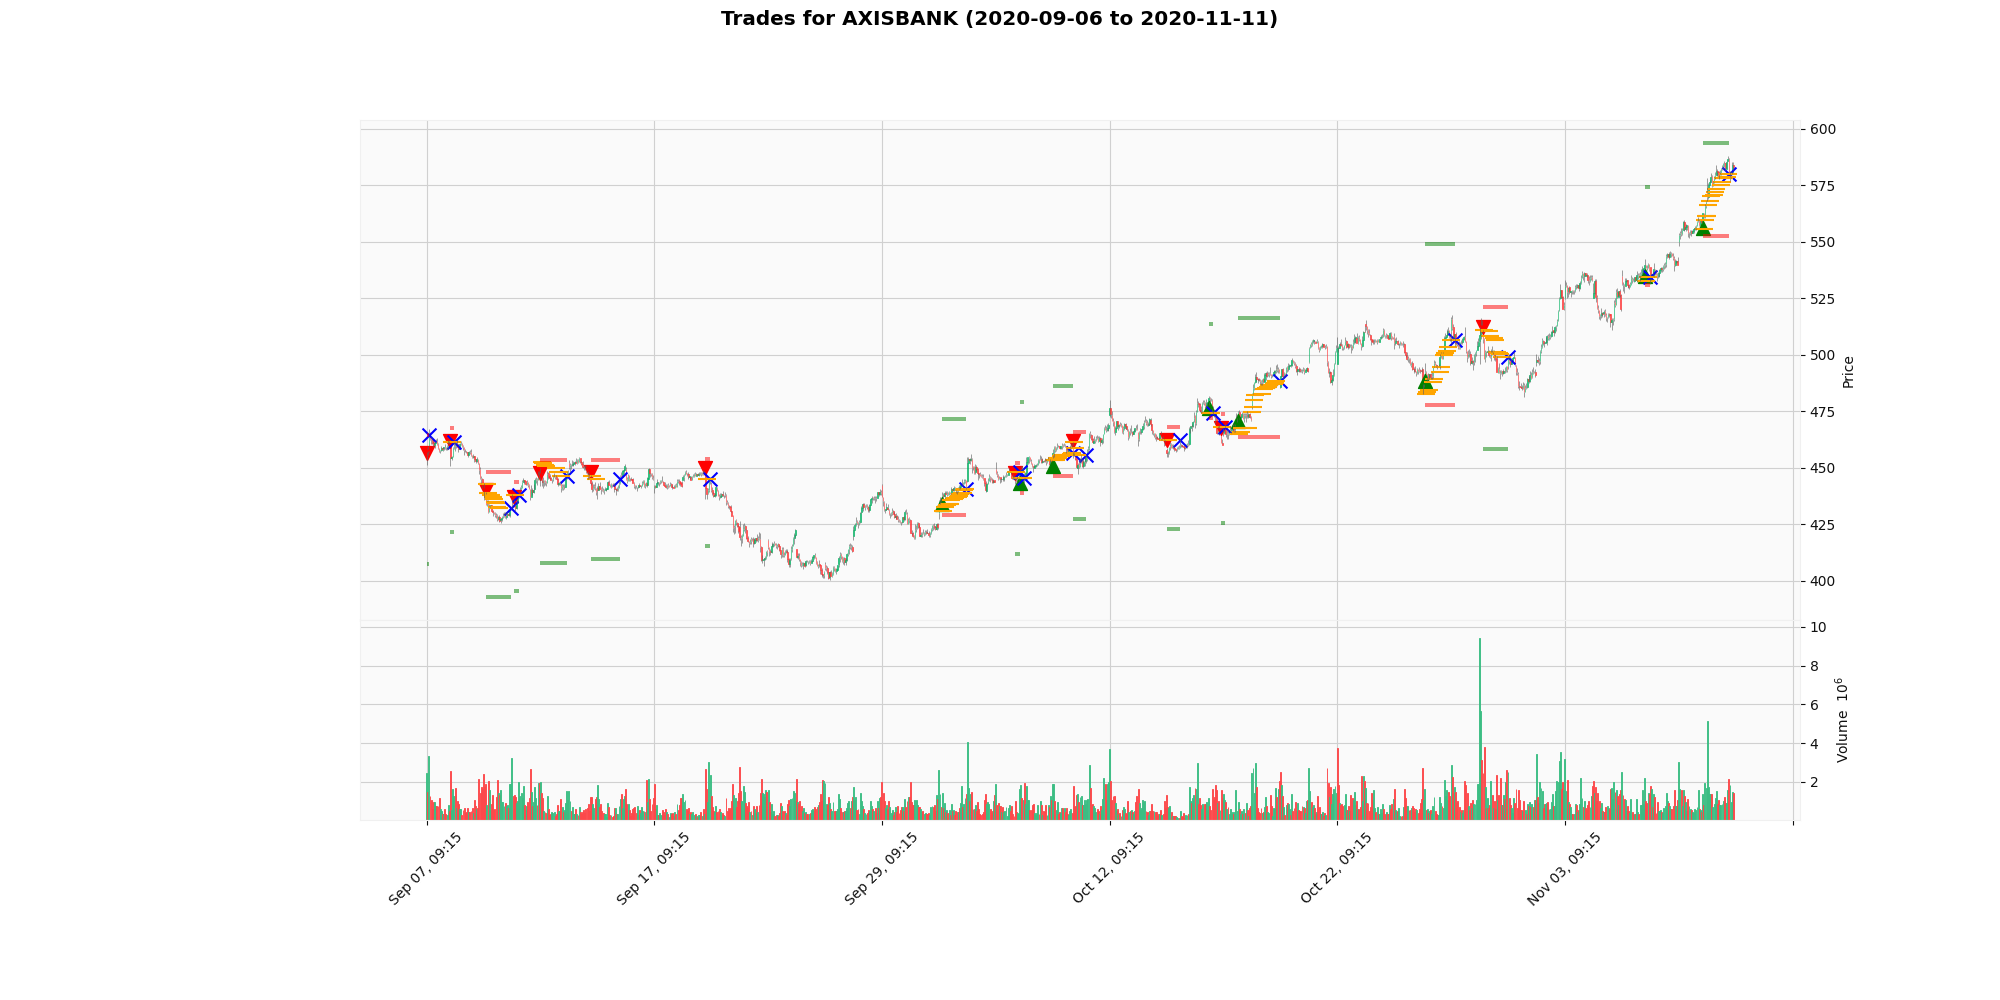 Trades for AXISBANK (2020-09-06 to 2020-11-11)
600
575
550
525
500
475
450
425
400
Price
10
8
6
4
2
Volume 10^6
Sep 07, 09:15
Sep 17, 09:15
Sep 29, 09:15
Oct 12, 09:15
Oct 22, 09:15
Nov 03, 09:15